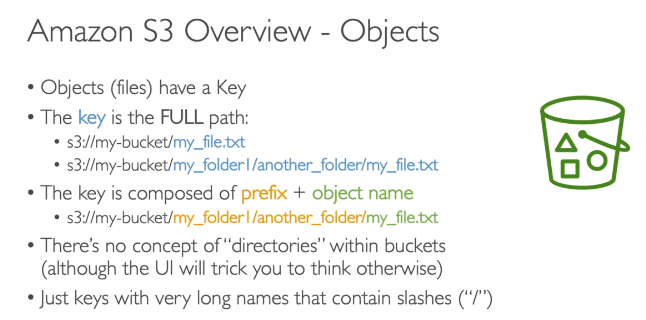 Amazon S3 Overview - Objects
• Objects (files) have a Key
• The key is the FULL path:
• s3://my-bucket/my_file.txt
• s3://my-bucket/my_folder1/another_folder/my_file.txt
• The key is composed of prefix + object name
• s3://my-bucket/my_folder1/another_folder/my_file.txt
• There's no concept of “directories” within buckets
(although the UI will trick you to think otherwise)
• Just keys with very long names that contain slashes (“/”)